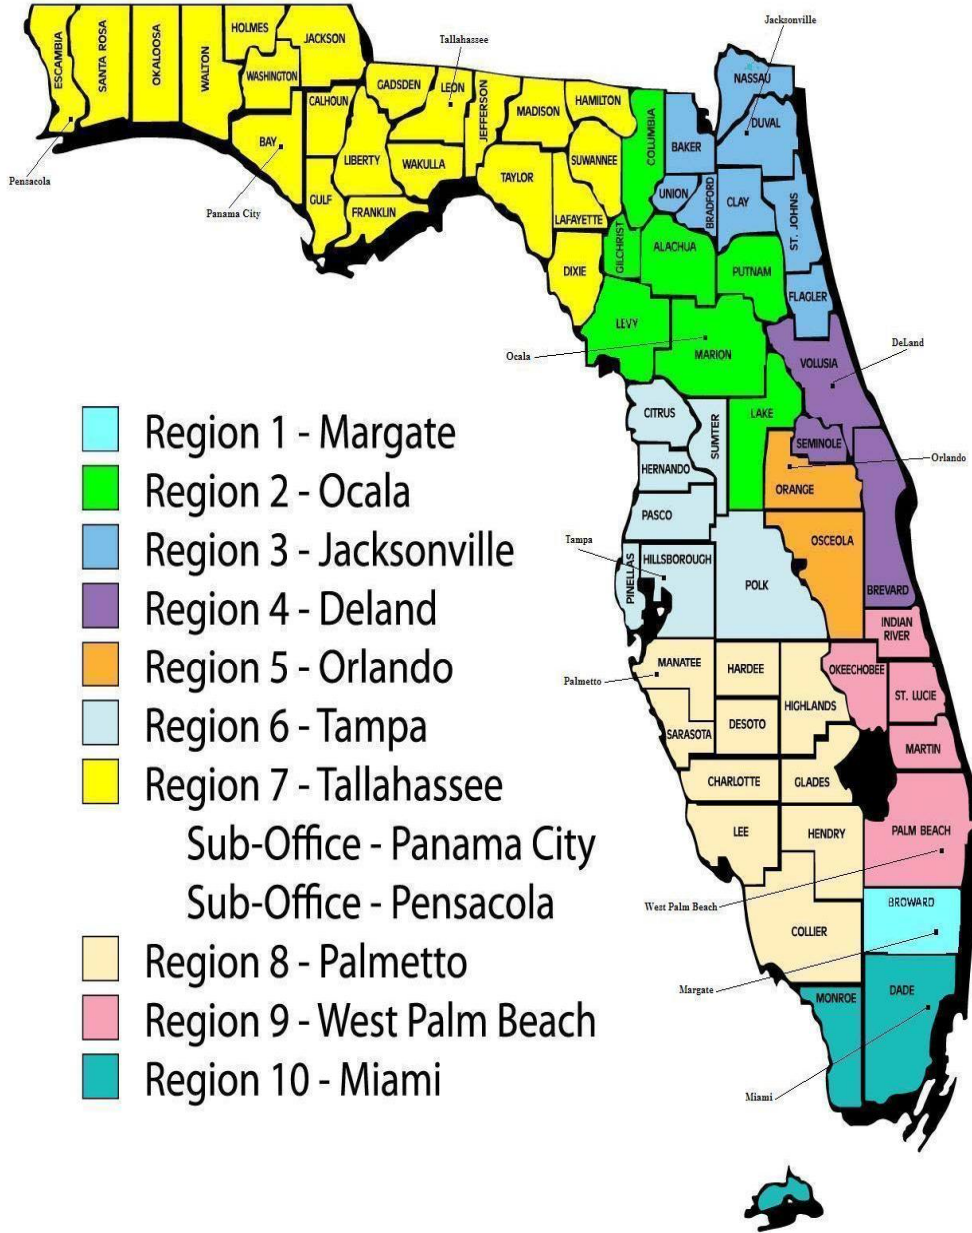 Jacksonville
HOLMES
JACKSON
ESCAMBIA
SANTA ROSA
OKALOOSA
WALTON
WASHINGTON
Tallahassee
NASSAU
GADSDEN
LEON
JEFFERSON
MADISON
HAMILTON
CALHOUN
COLUMBIA
DUVAL
BAY
LIBERTY
WAKULLA
SUWANNEE
BAKER
Pensacola
TAYLOR
UNION
BRADFORD
CLAY
ST. JOHNS
Panama City
GULF
FRANKLIN
LAFAYETTE
GILCHRIST
ALACHUA
DIXIE
PUTNAM
FLAGLER
LEVY
Ocala
MARION
VOLUSIA
DeLand
CITRUS
SUMTER
LAKE
SEMINOLE
Orlando
HERNANDO
ORANGE
PASCO
Tampa
OSCEOLA
PINELLAS
HILLSBOROUGH
POLK
BREVARD
INDIAN
RIVER
MANATEE
HARDEE
OKEECHOBEE
Palmetto
ST. LUCIE
HIGHLANDS
DESOTO
SARASOTA
MARTIN
CHARLOTTE
GLADES
LEE
HENDRY
PALM BEACH
West Palm Beach
BROWARD
COLLIER
Margate
MONROE
DADE
Miami
Region 1 - Margate
Region 2 - Ocala
Region 3 - Jacksonville
Region 4 - Deland
Region 5 - Orlando
Region 6 - Tampa
Region 7 - Tallahassee
Sub-Office - Panama City
Sub-Office - Pensacola
Region 8 - Palmetto
Region 9 - West Palm Beach
Region 10 - Miami